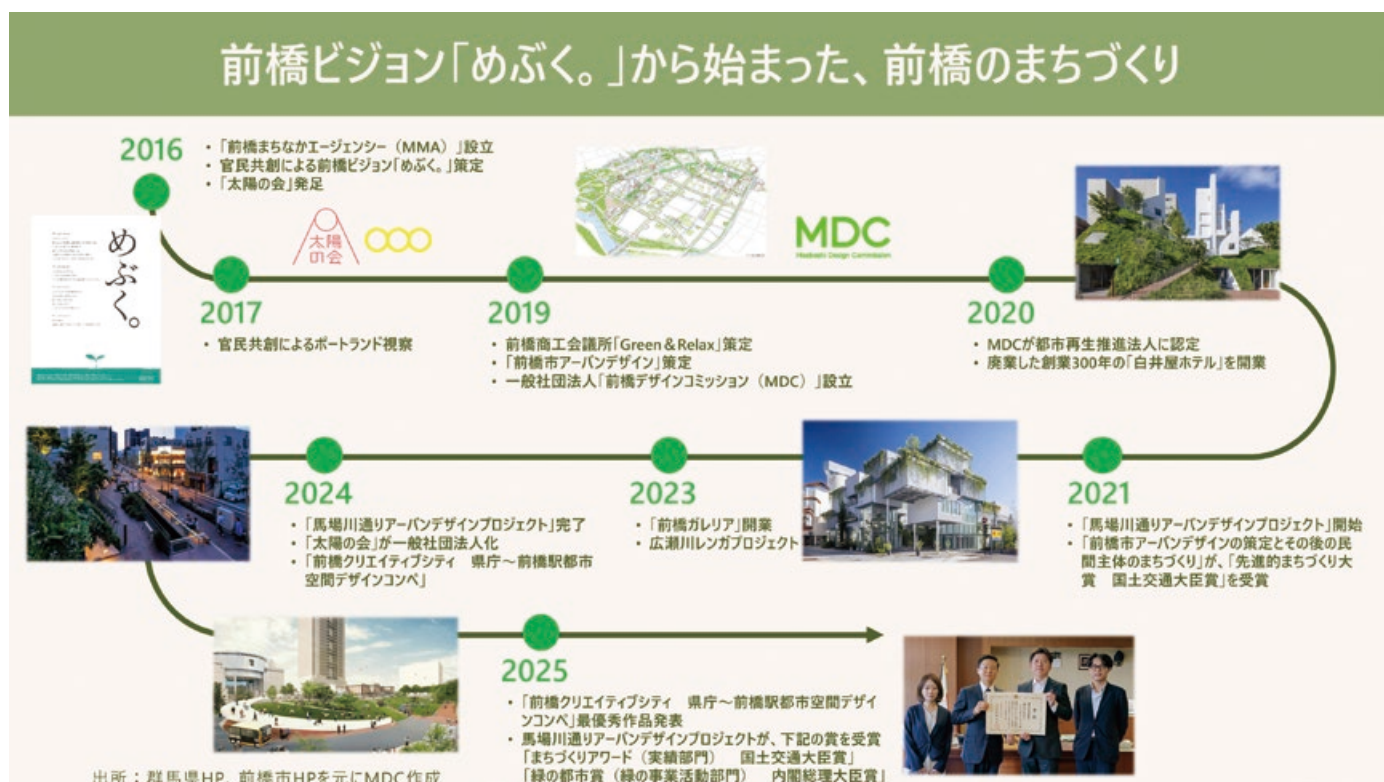 前橋ビジョン「めぶく。」から始まった、前橋のまちづくり
2016
・「前橋まちなかエージェンシー（MMA）」設立
・官民共創による前橋ビジョン「めぶく。」策定
・「太陽の会」発足
めぶく。
太陽
の会
MDC
2017
・官民共創によるポートランド視察
2019
・前橋商工会議所「Green＆Relax」策定
・「前橋市アーバンデザイン」策定
・一般社団法人「前橋デザインコミッション（MDC）」設立
2020
・MDCが都市再生推進法人に認定
・廃業した創業300年の「白井屋ホテル」を開業
2021
・「馬場川通りアーバンデザインプロジェクト」開始
・「前橋市アーバンデザインの策定とその後の民
間主体のまちづくり」が、「先進的まちづくり大
賞　国土交通大臣賞」を受賞
2023
・「前橋ガレリア」開業
・広瀬川レンガプロジェクト
2024
・「馬場川通りアーバンデザインプロジェクト」完了
・「太陽の会」が一般社団法人化
・「前橋クリエイティブシティ　県庁～前橋駅都市
空間デザインコンペ」
2025
・「前橋クリエイティブシティ　県庁～前橋駅都市空間デザイ
ンコンペ」最優秀作品発表
・馬場川通りアーバンデザインプロジェクトが、下記の賞を受賞
「まちづくりアワード（実績部門）　国土交通大臣賞」
「緑の都市賞（緑の事業活動部門）　内閣総理大臣賞」
出所：群馬県HP、前橋市HPを元にMDC作成